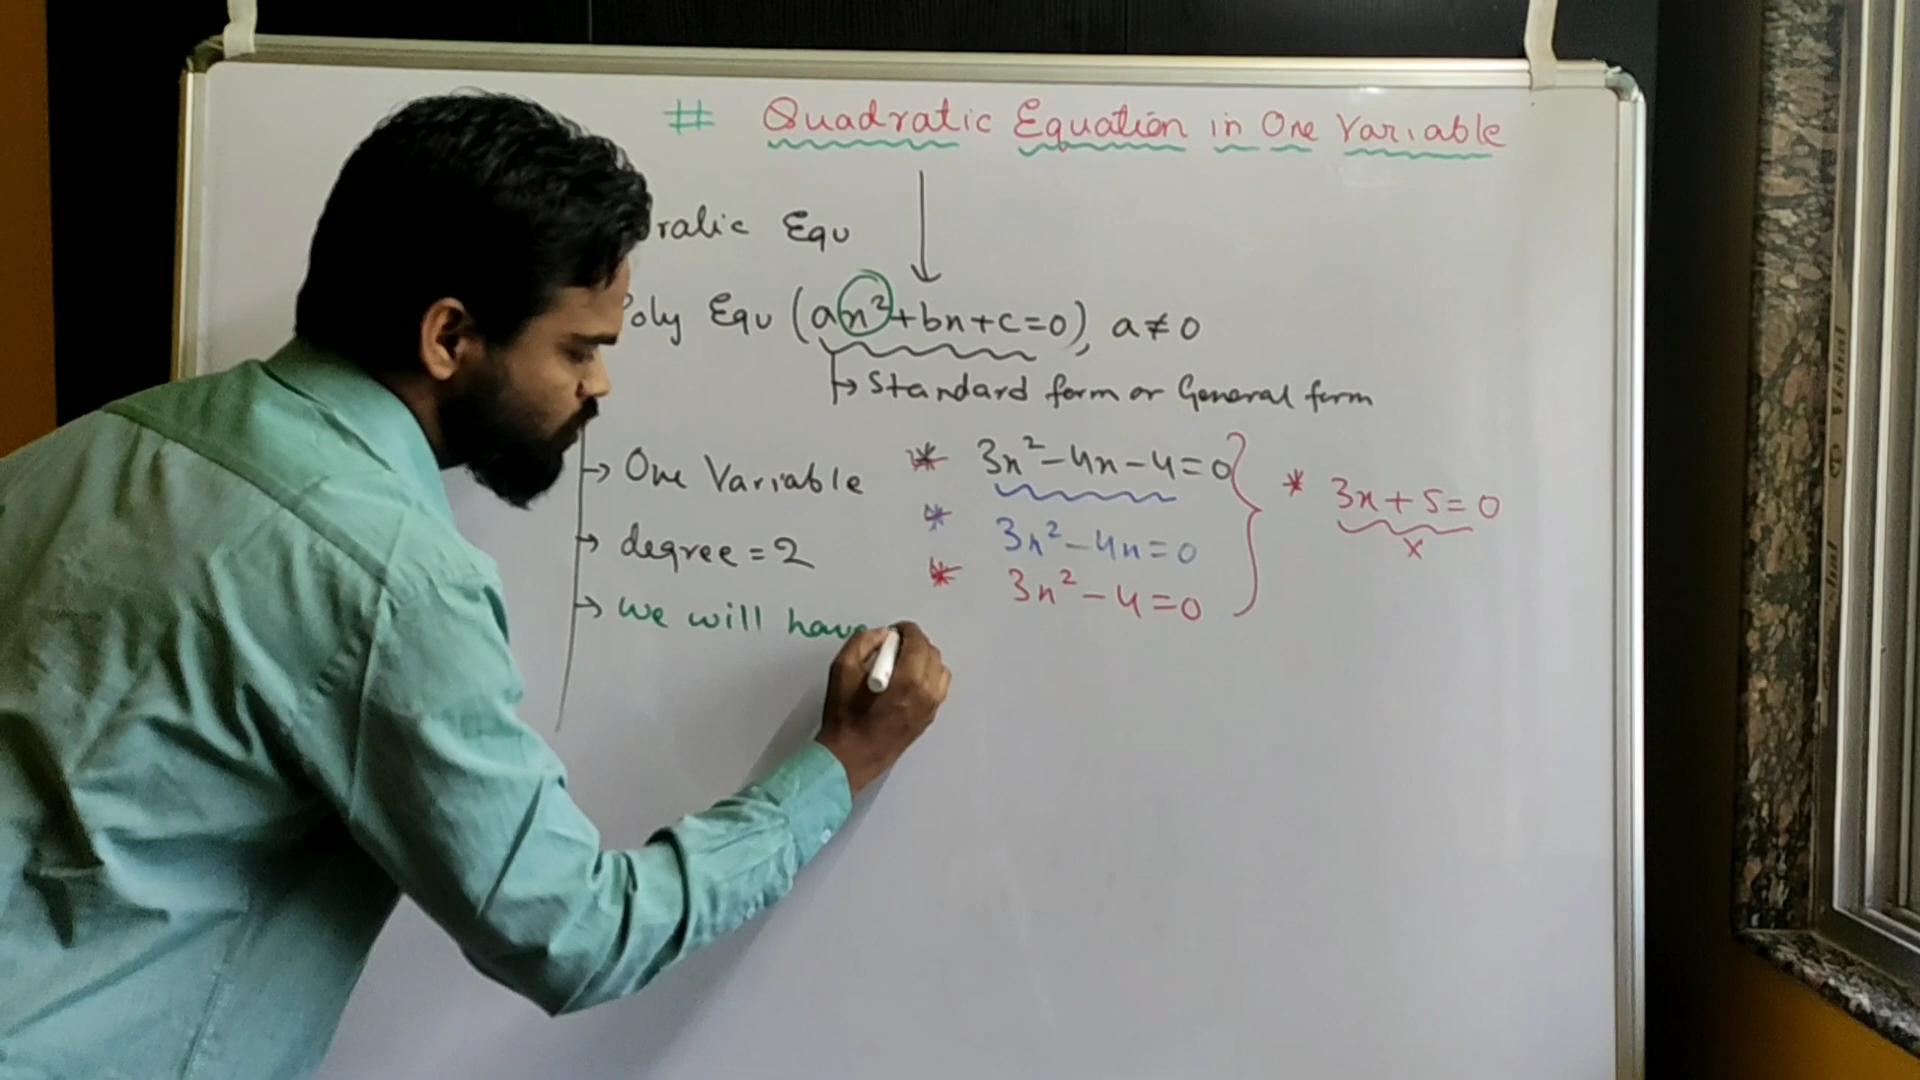 # Quadratic Equation in One Variable
ratic Equ
Poly Equ (ax²+bx+c=0), a≠0
→ Standard form or General form
→ One Variable
→ degree = 2
→ we will have
* 3x²-4x-4=0
* 3x²-4x=0
* 3x²-4=0
* 3x+5=0
x